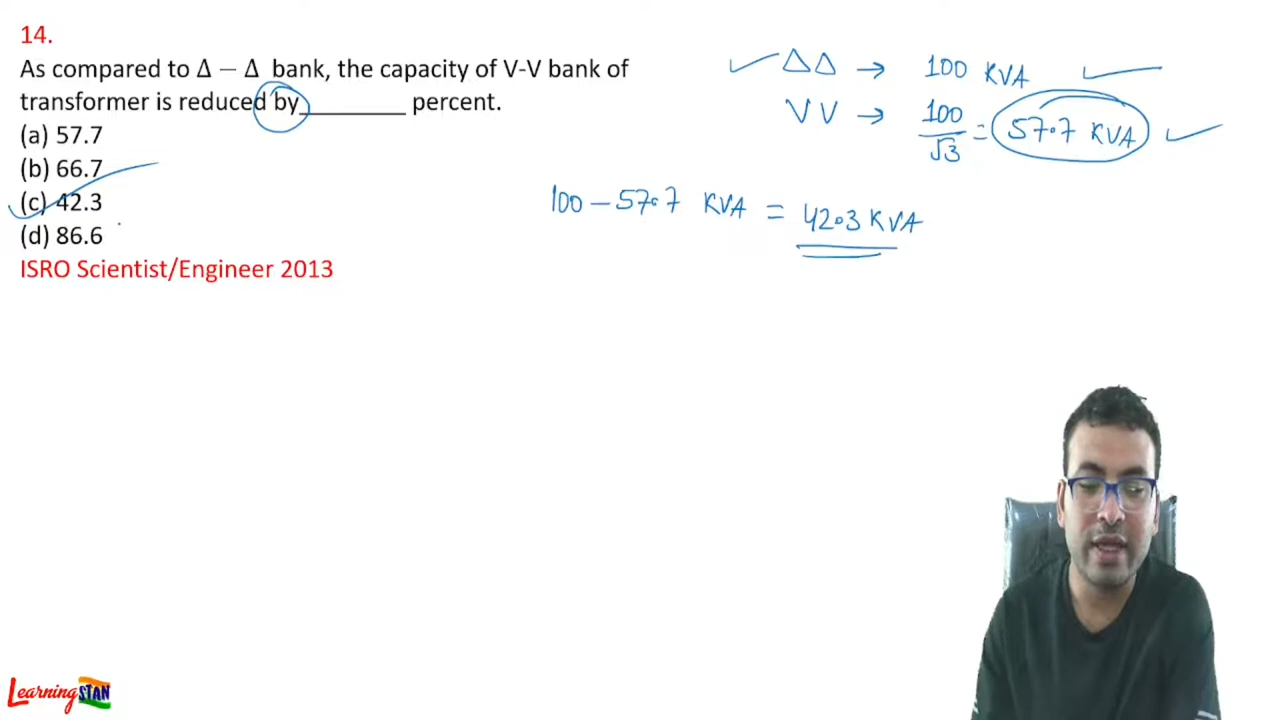 14.
As compared to Δ − Δ bank, the capacity of V-V bank of
transformer is reduced by________ percent.
(a) 57.7
(b) 66.7
(c) 42.3
(d) 86.6
ISRO Scientist/Engineer 2013
ΔΔ → 100 KVA
VV → 100/√3 = 57.7 KVA
100 − 57.7 KVA = 42.3 KVA
LearningSTAN